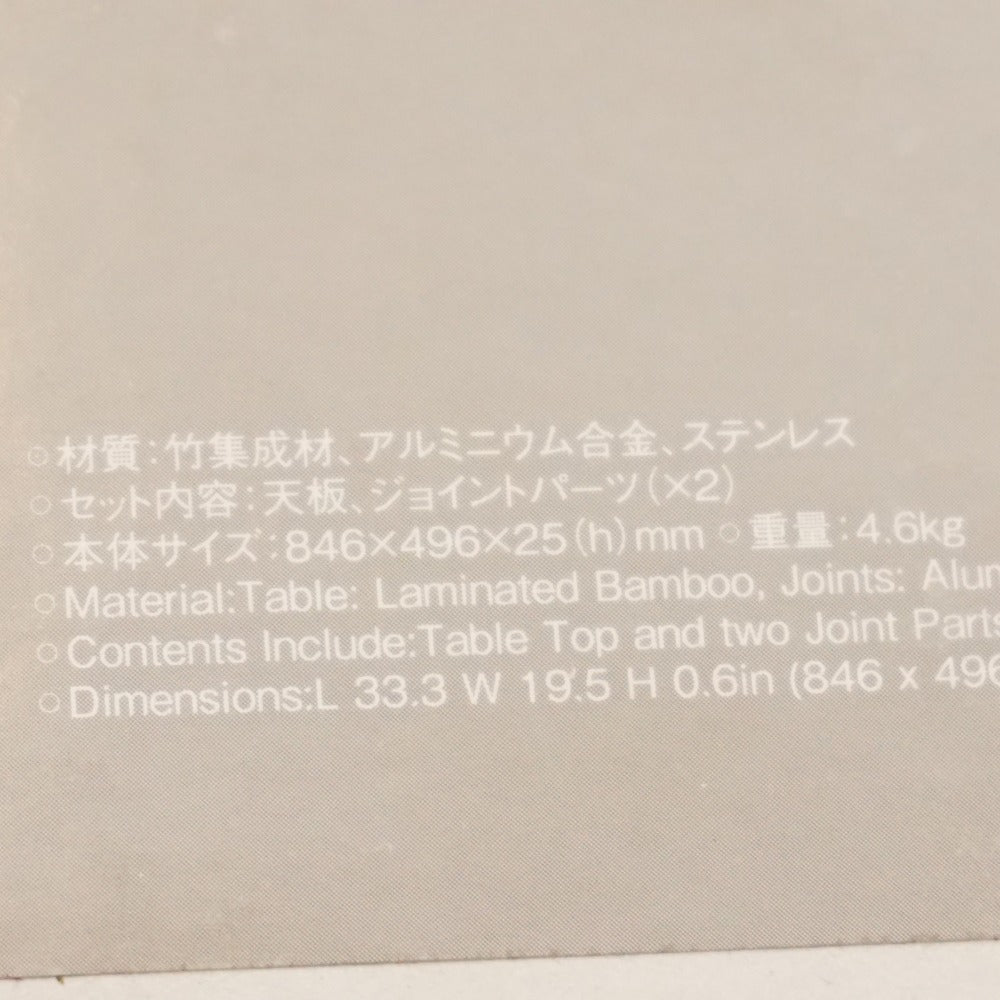 ○材質:竹集成材、アルミニウム合金、ステンレス
○セット内容:天板、ジョイントパーツ(×2)
○本体サイズ:846×496×25(h)mm ○重量:4.6kg
○Material:Table: Laminated Bamboo, Joints: Alum
○Contents Include:Table Top and two Joint Parts
○Dimensions:L 33.3 W 19.5 H 0.6in (846 x 496